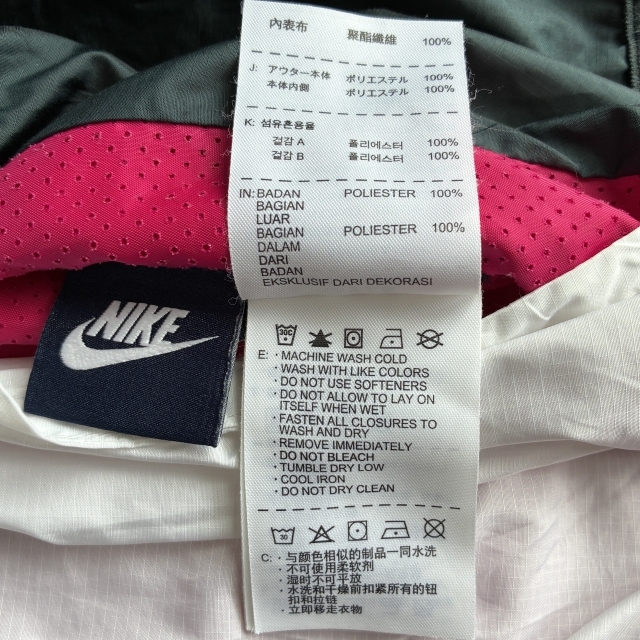 內表布 聚酯纖維 100%
J: アウター本体 ポリエステル 100%
本体内側 ポリエステル 100%
K: 섬유혼용율
겉감 A 폴리에스터 100%
겉감 B 폴리에스터 100%
IN: BADAN POLIESTER 100%
BAGIAN
LUAR
BAGIAN POLIESTER 100%
DALAM
DARI
BADAN
EKSKLUSIF DARI DEKORASI
NIKE
30C
E: · MACHINE WASH COLD
· WASH WITH LIKE COLORS
· DO NOT USE SOFTENERS
· DO NOT ALLOW TO LAY ON
ITSELF WHEN WET
· FASTEN ALL CLOSURES TO
WASH AND DRY
· REMOVE IMMEDIATELY
· DO NOT BLEACH
· TUMBLE DRY LOW
· COOL IRON
· DO NOT DRY CLEAN
30
C: · 与颜色相似的制品一同水洗
· 不可使用柔软剂
· 湿时不可平放
· 水洗和干燥前扣紧所有的钮
扣和拉链
· 立即移走衣物